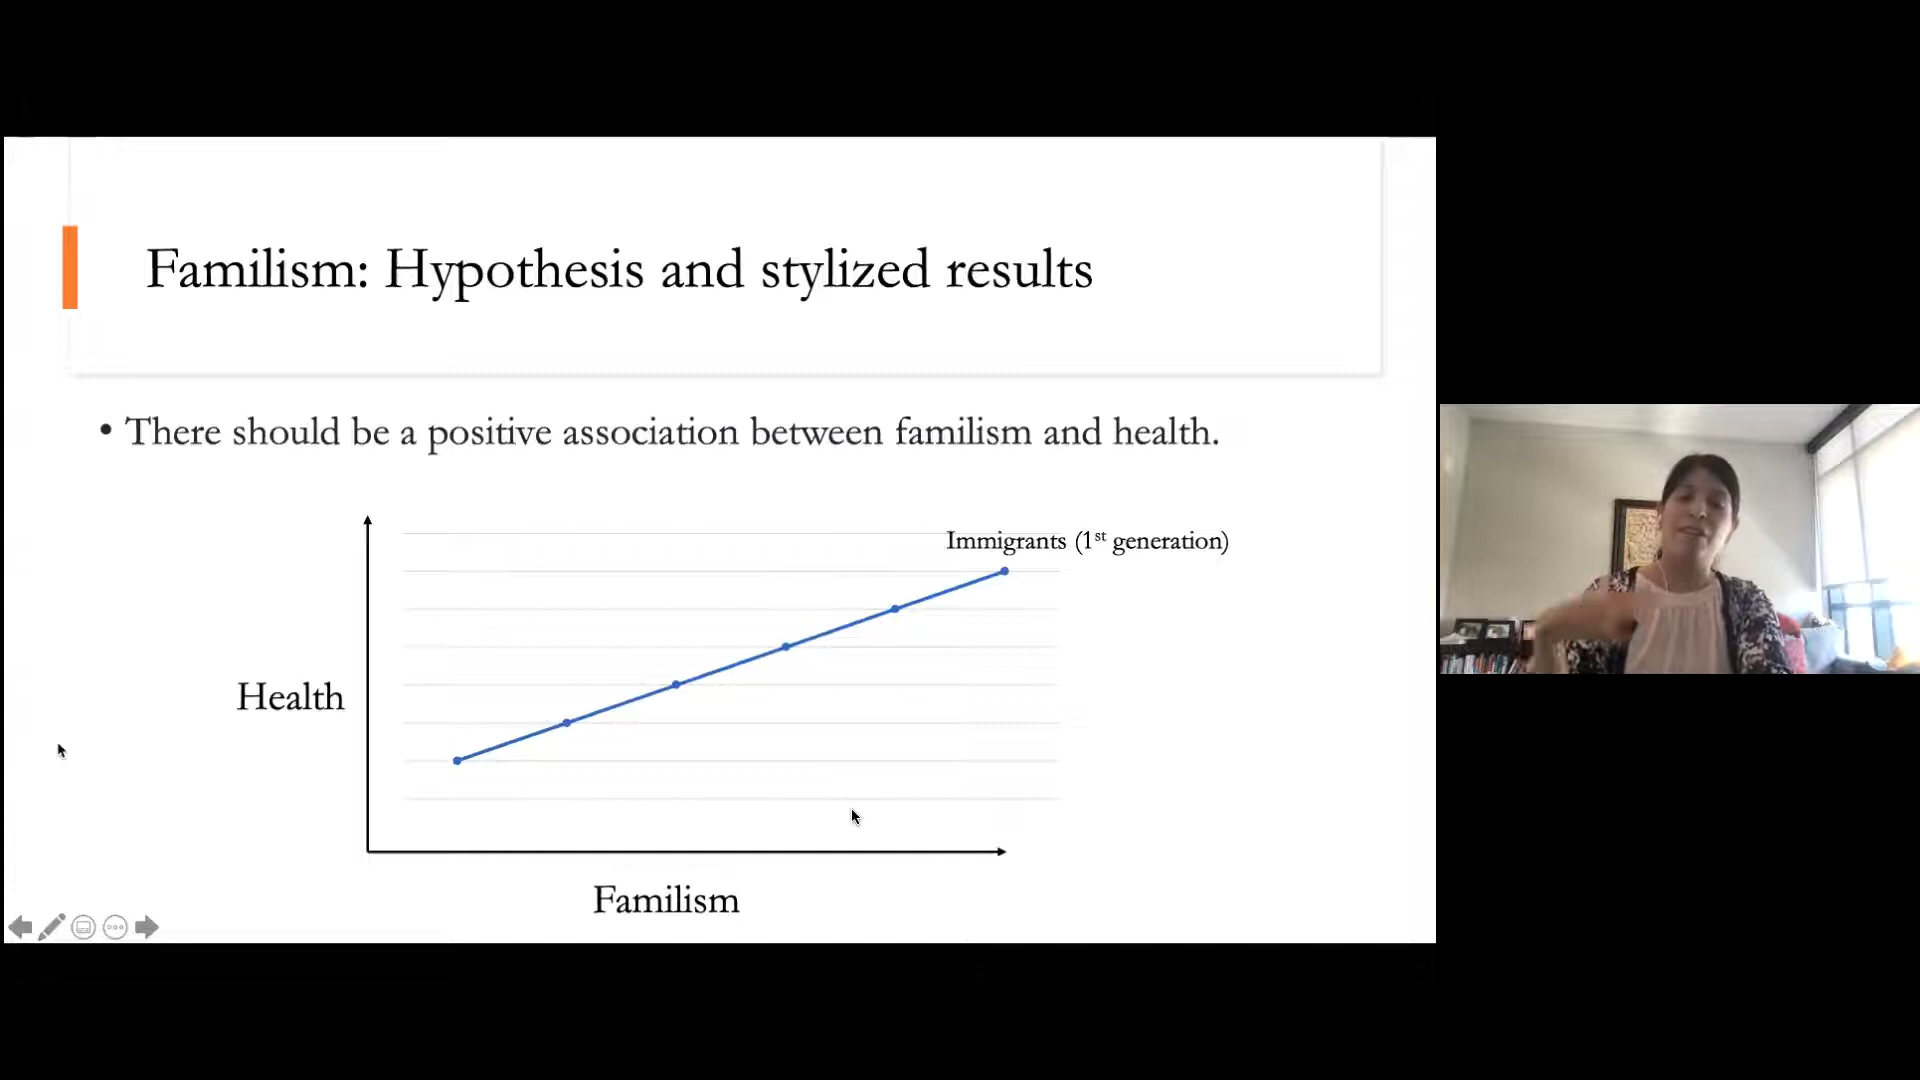 Familism: Hypothesis and stylized results
• There should be a positive association between familism and health.
Immigrants (1st generation)
Health
Familism